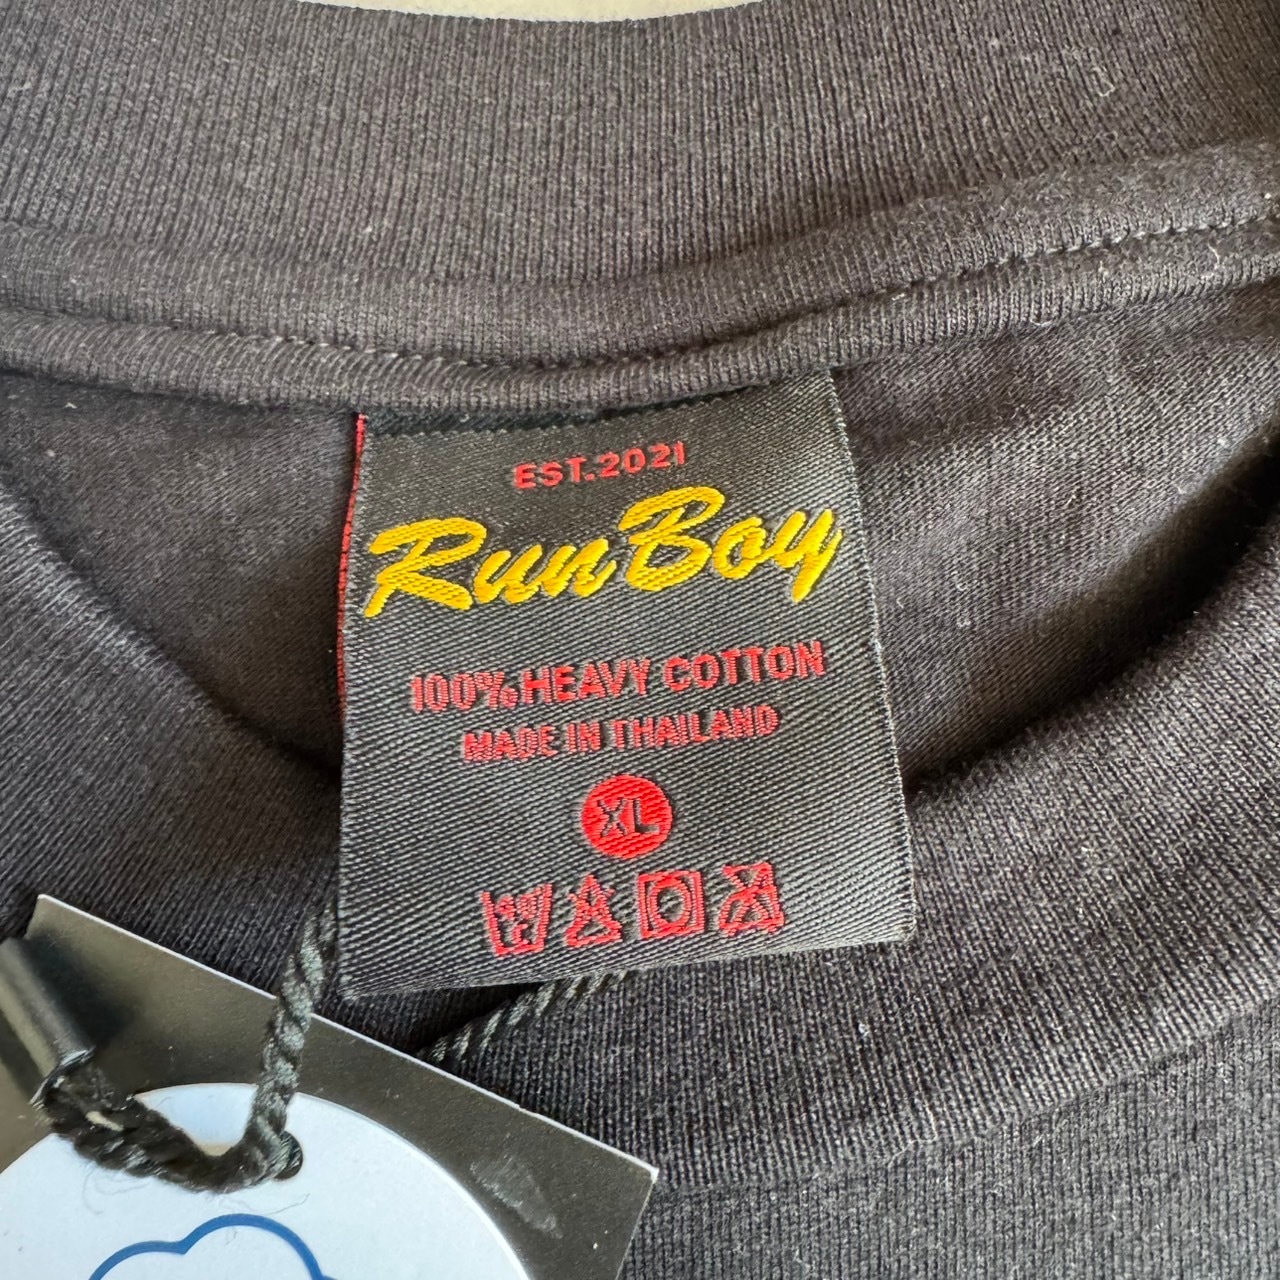 EST.2021
RunBoy
100% HEAVY COTTON
MADE IN THAILAND
XL